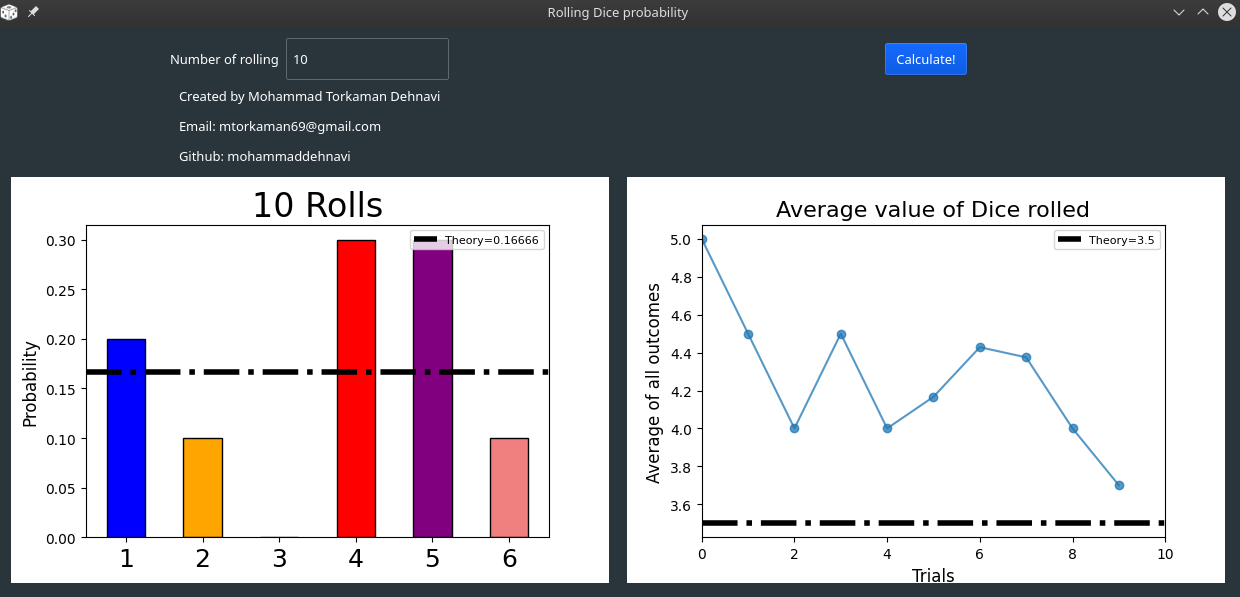 Rolling Dice probability
Number of rolling 10
Calculate!
Created by Mohammad Torkaman Dehnavi
Email: mtorkaman69@gmail.com
Github: mohammaddehnavi
10 Rolls
Theory=0.16666
Probability
0.30
0.25
0.20
0.15
0.10
0.05
0.00
1 2 3 4 5 6
Average value of Dice rolled
Theory=3.5
Average of all outcomes
5.0
4.8
4.6
4.4
4.2
4.0
3.8
3.6
0 2 4 6 8 10
Trials